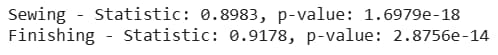 Sewing - Statistic: 0.8983, p-value: 1.6979e-18
Finishing - Statistic: 0.9178, p-value: 2.8756e-14